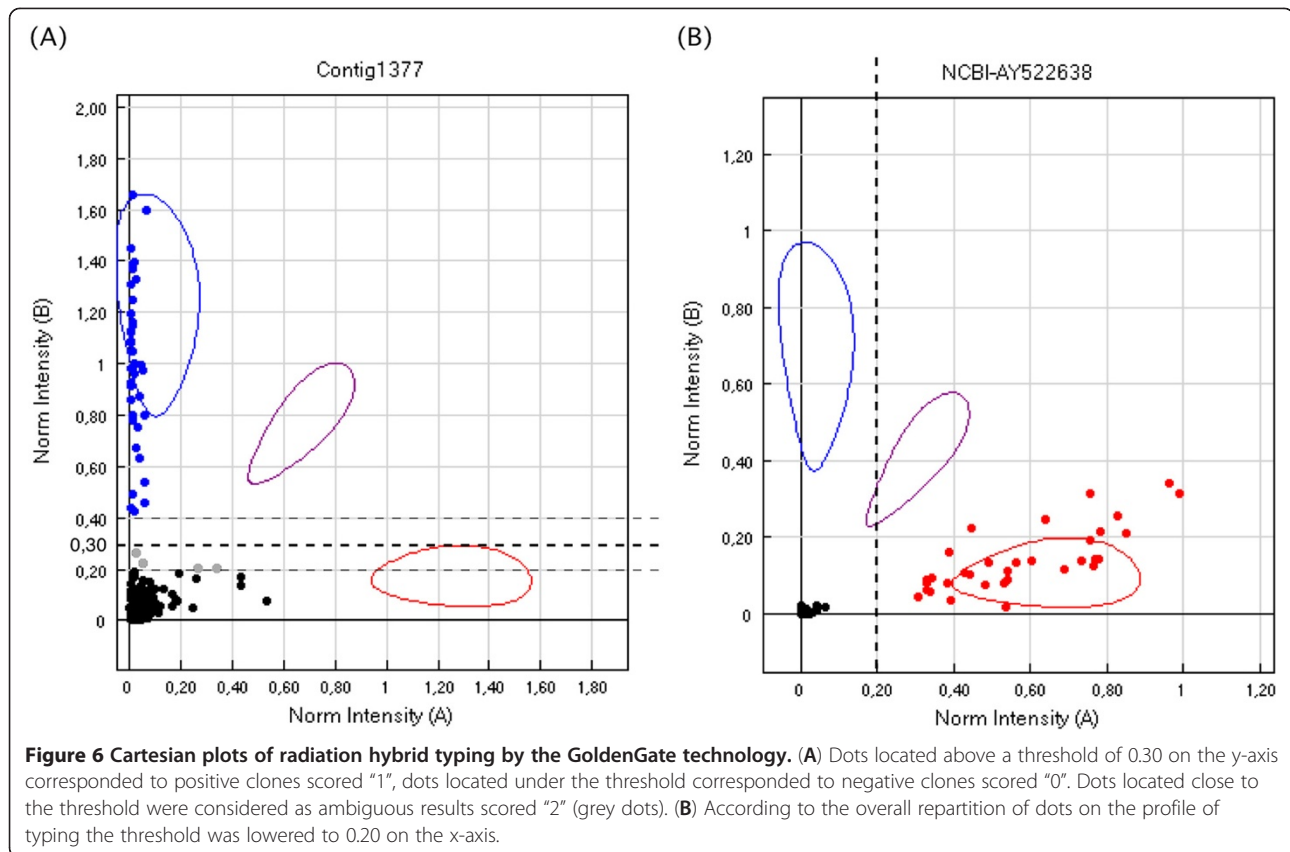 (A)
(B)
Contig1377
NCBI-AY522638
2,00
1,80
1,60
1,40
1,20
1
0,80
0,60
0,40
0,30
0,20
0
Norm Intensity (B)
0 0,20 0,40 0,60 0,80 1 1,20 1,40 1,60 1,80
Norm Intensity (A)
1,20
1
0,80
0,60
0,40
0,20
0
Norm Intensity (B)
0 0,20 0,40 0,60 0,80 1 1,20
Norm Intensity (A)
Figure 6 Cartesian plots of radiation hybrid typing by the GoldenGate technology. (A) Dots located above a threshold of 0.30 on the y-axis
corresponded to positive clones scored “1”, dots located under the threshold corresponded to negative clones scored “0”. Dots located close to
the threshold were considered as ambiguous results scored “2” (grey dots). (B) According to the overall repartition of dots on the profile of
typing the threshold was lowered to 0.20 on the x-axis.